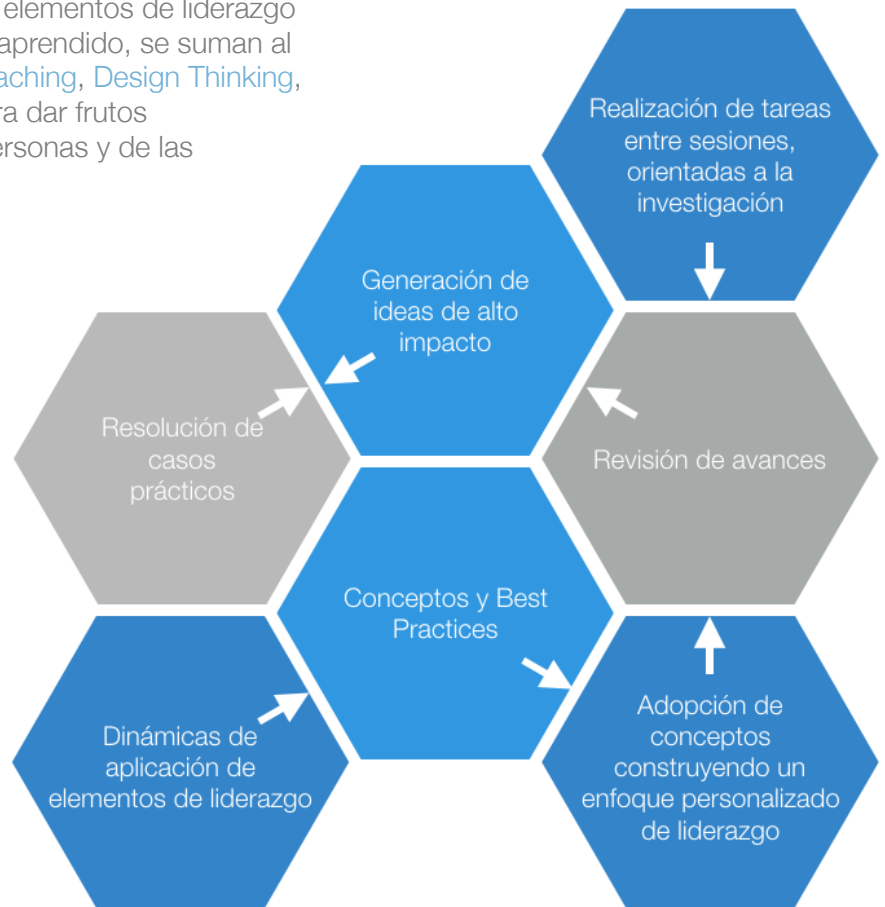 elementos de liderazgo
aprendido, se suman al
Design Thinking,
dar frutos
y de las
Realización de tareas
entre sesiones,
orientadas a la
investigación
Generación de
ideas de alto
impacto
Resolución de
casos
prácticos
Revisión de avances
Conceptos y Best
Practices
Dinámicas de
aplicación de
elementos de liderazgo
Adopción de
conceptos
construyendo un
enfoque personalizado
de liderazgo